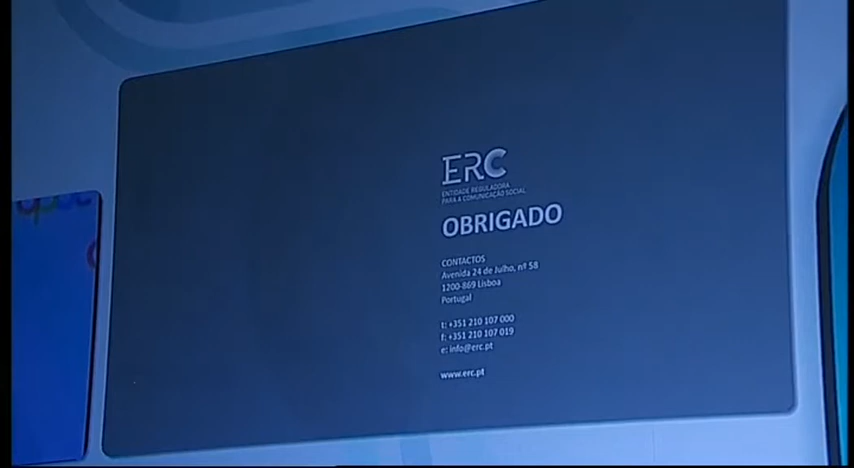 ERC
ENTIDADE REGULADORA
PARA A COMUNICAÇÃO SOCIAL
OBRIGADO
CONTACTOS
Avenida 24 de Julho, nº 58
1200-869 Lisboa
Portugal
t: +351 210 107 000
f: +351 210 107 019
e: info@erc.pt
www.erc.pt